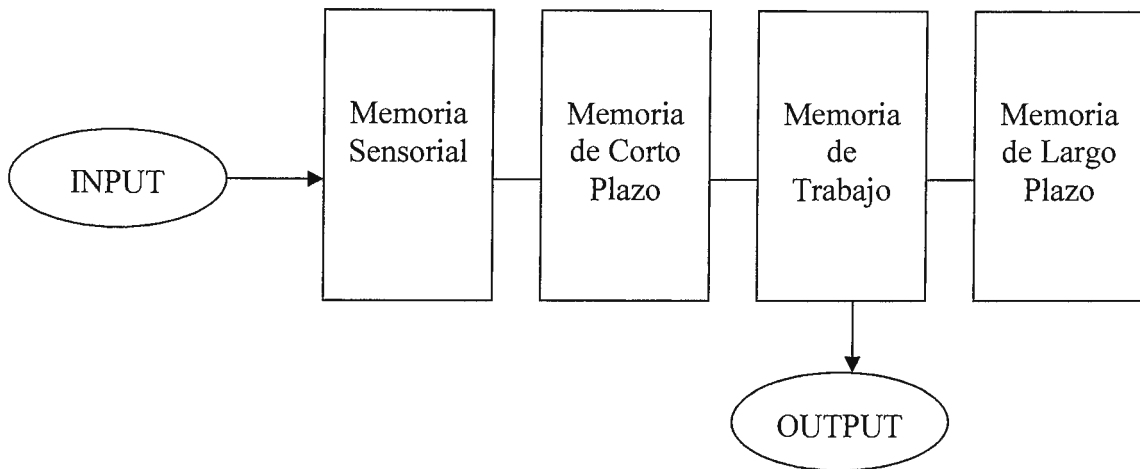 INPUT
Memoria
Sensorial
Memoria
de Corto
Plazo
Memoria
de
Trabajo
Memoria
de Largo
Plazo
OUTPUT